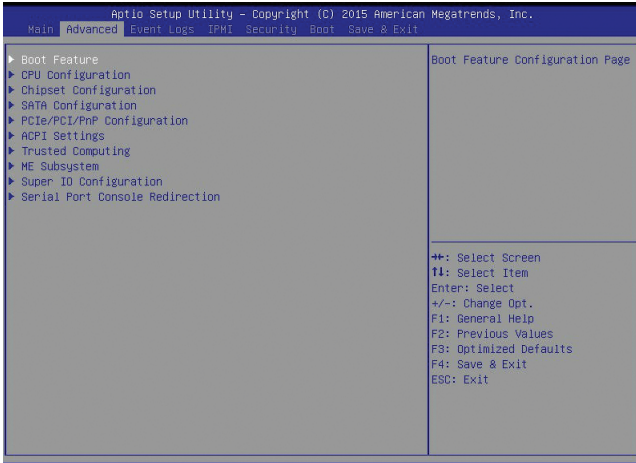 Aptio Setup Utility – Copyright (C) 2015 American Megatrends, Inc.
Main Advanced Event Logs IPMI Security Boot Save & Exit
▶ Boot Feature
▶ CPU Configuration
▶ Chipset Configuration
▶ SATA Configuration
▶ PCIe/PCI/PnP Configuration
▶ ACPI Settings
▶ Trusted Computing
▶ ME Subsystem
▶ Super IO Configuration
▶ Serial Port Console Redirection
Boot Feature Configuration Page
→←: Select Screen
↑↓: Select Item
Enter: Select
+/-: Change Opt.
F1: General Help
F2: Previous Values
F3: Optimized Defaults
F4: Save & Exit
ESC: Exit